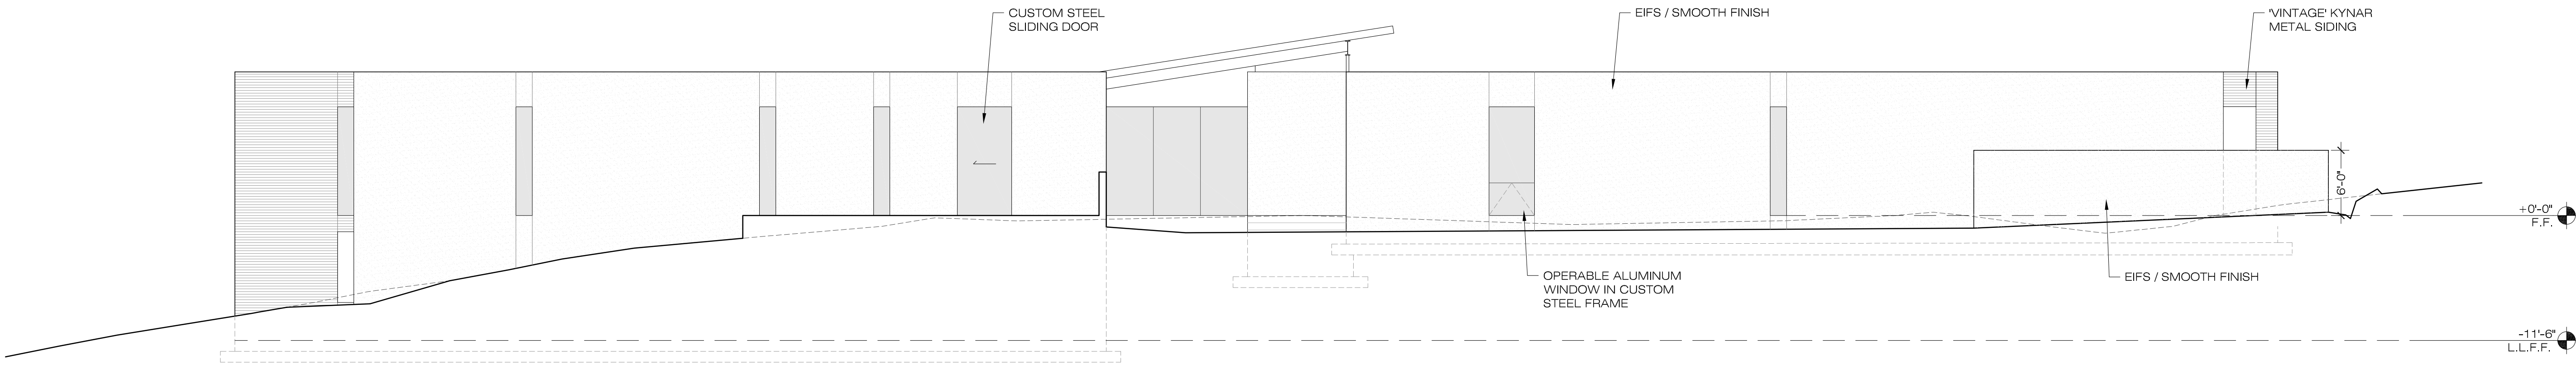 CUSTOM STEEL
SLIDING DOOR
EIFS / SMOOTH FINISH
'VINTAGE' KYNAR
METAL SIDING
6'-0"
+0'-0"
F.F.
OPERABLE ALUMINUM
WINDOW IN CUSTOM
STEEL FRAME
EIFS / SMOOTH FINISH
-11'-6"
L.L.F.F.